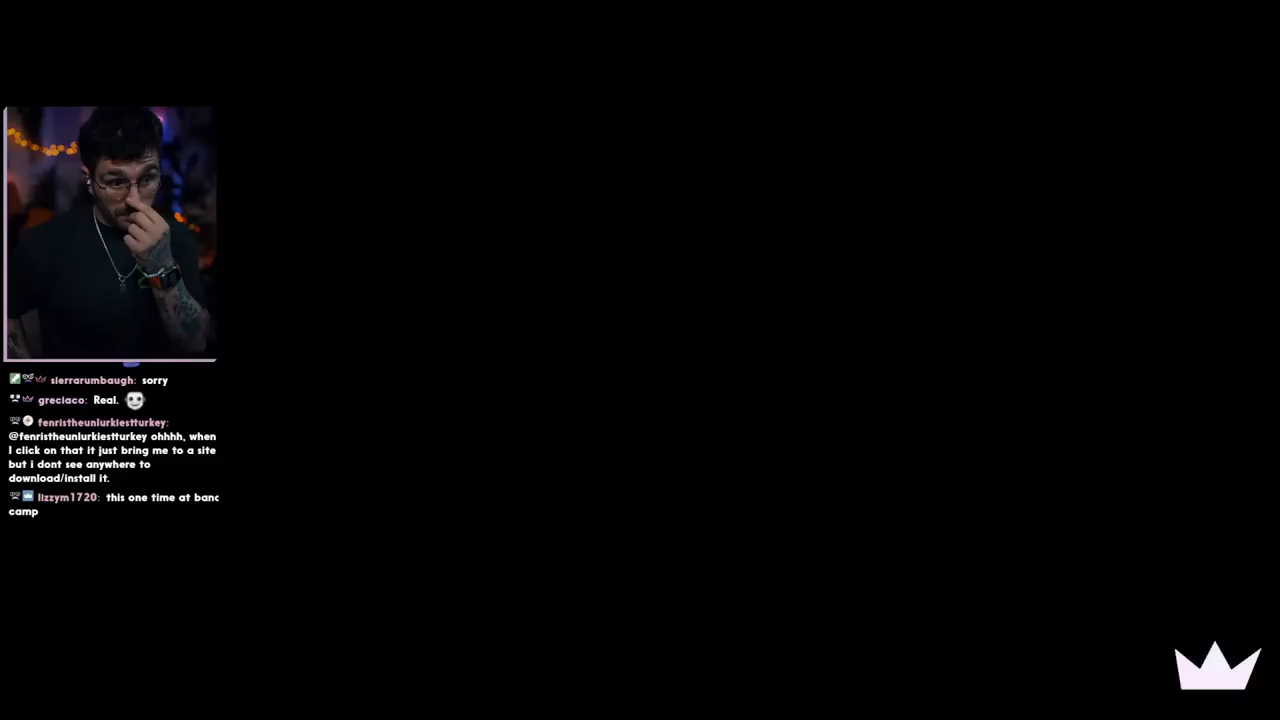 sierrarumbaugh: sorry
greciaco: Real.
fenristheunlurkiestturkey:
@fenristheunlurkiestturkey ohhhh, when
I click on that it just bring me to a site
but i dont see anywhere to
download/install it.
lizzym1720: this one time at banc
camp